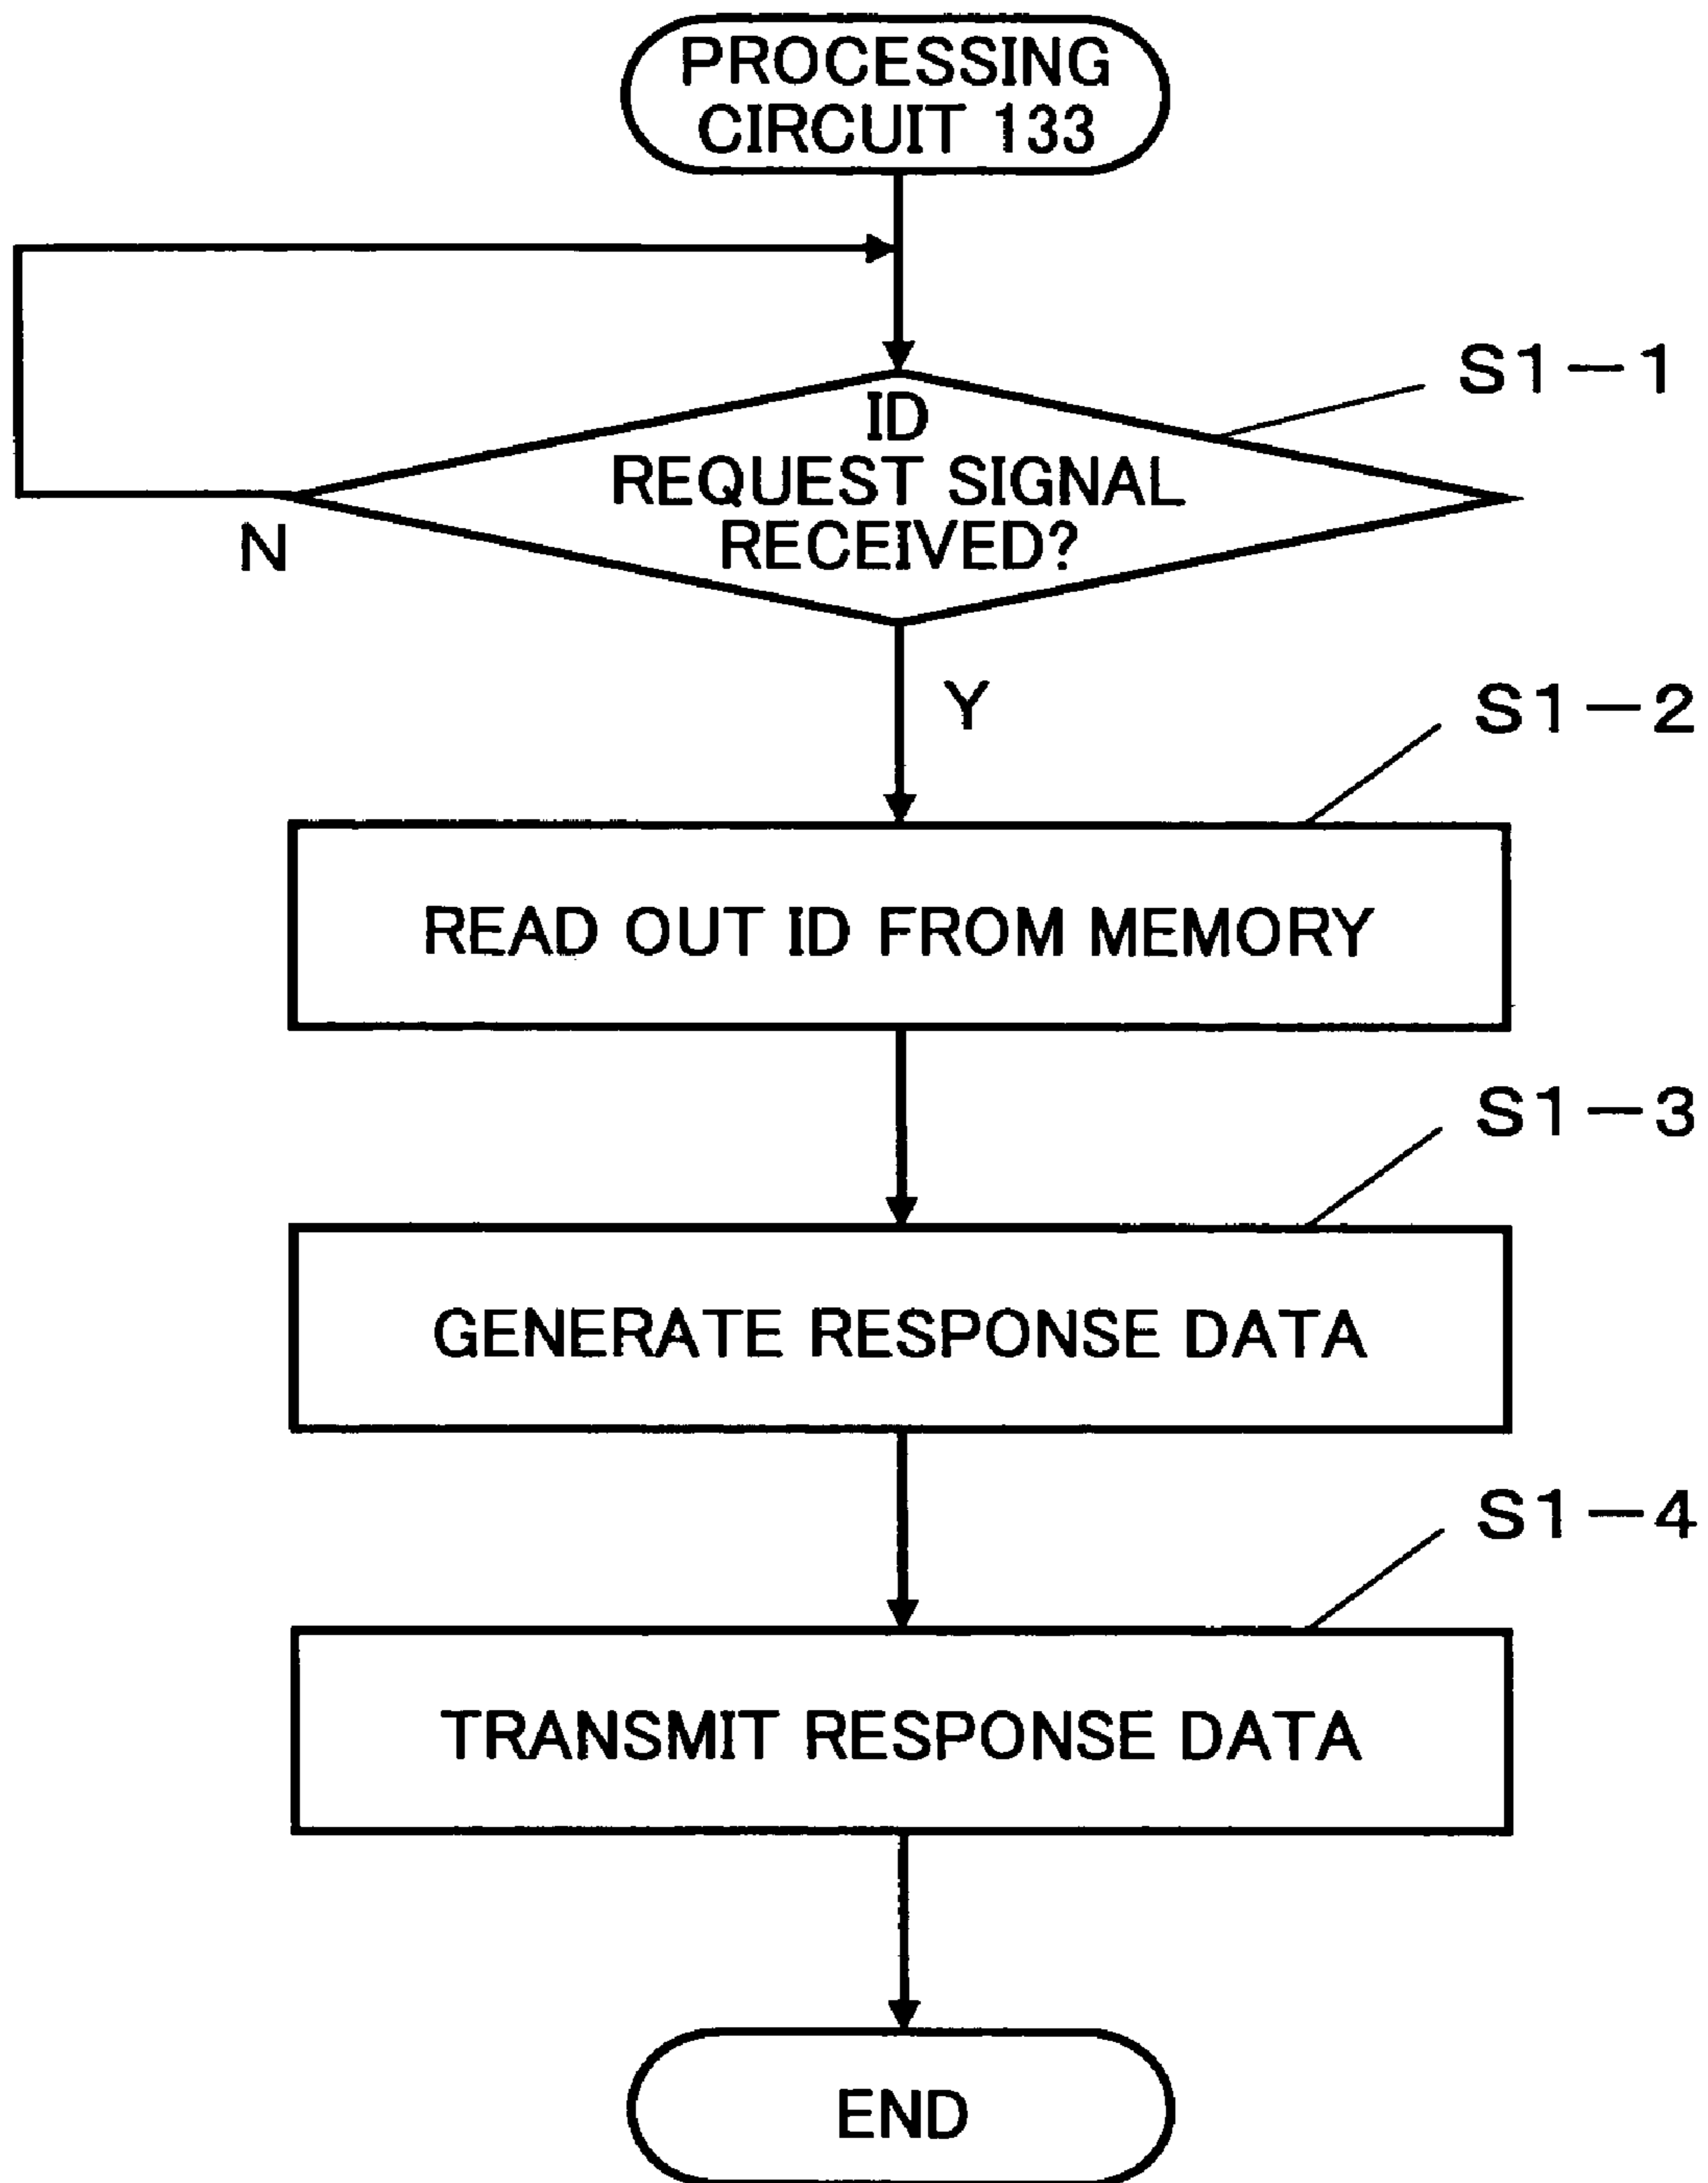 PROCESSING
CIRCUIT 133
S1-1
ID
REQUEST SIGNAL
RECEIVED?
N
Y
S1-2
READ OUT ID FROM MEMORY
S1-3
GENERATE RESPONSE DATA
S1-4
TRANSMIT RESPONSE DATA
END